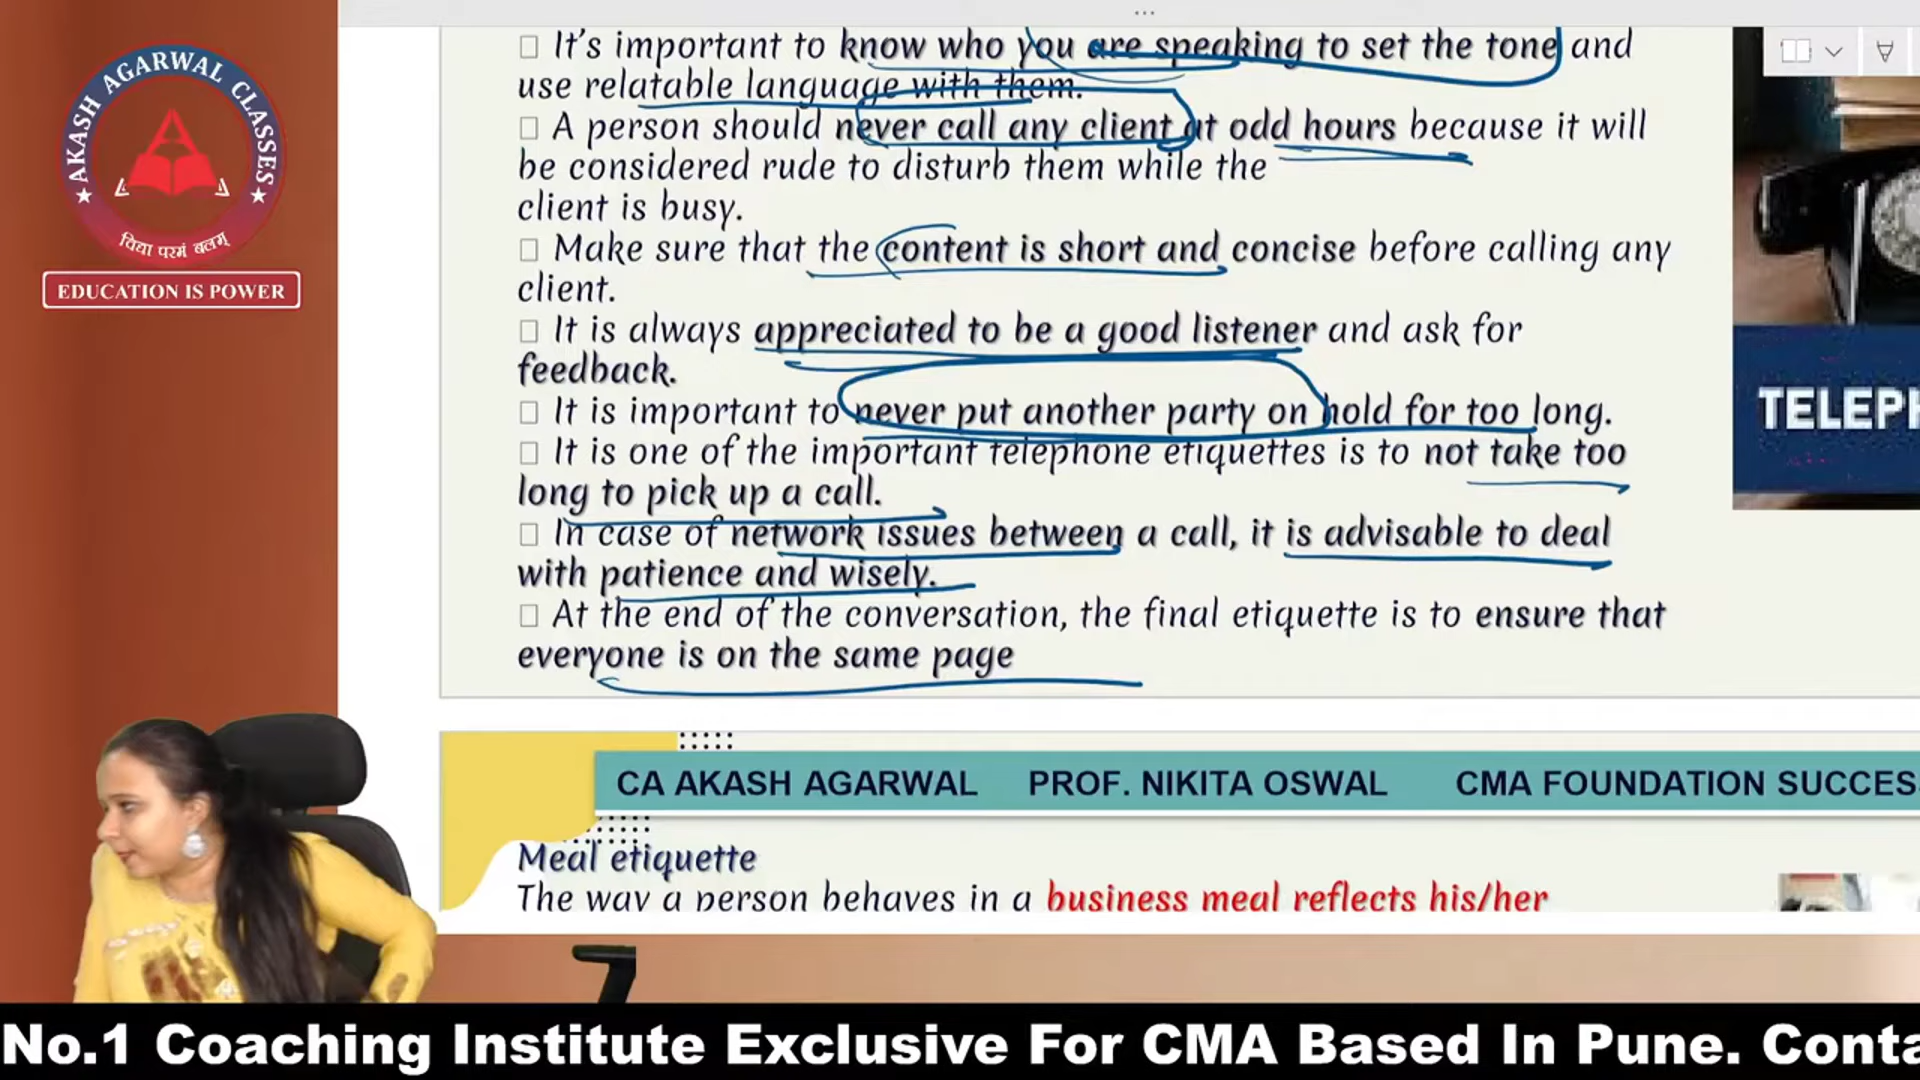 AKASH AGARWAL CLASSES
विद्या परमं बलम्
EDUCATION IS POWER
It's important to know who you are speaking to set the tone and
use relatable language with them.
A person should never call any client at odd hours because it will
be considered rude to disturb them while the
client is busy.
Make sure that the content is short and concise before calling any
client.
It is always appreciated to be a good listener and ask for
feedback.
It is important to never put another party on hold for too long.
It is one of the important telephone etiquettes is to not take too
long to pick up a call.
In case of network issues between a call, it is advisable to deal
with patience and wisely.
At the end of the conversation, the final etiquette is to ensure that
everyone is on the same page
TELEPH
CA AKASH AGARWAL PROF. NIKITA OSWAL CMA FOUNDATION SUCCES
Meal etiquette
The way a person behaves in a business meal reflects his/her
No.1 Coaching Institute Exclusive For CMA Based In Pune. Conta